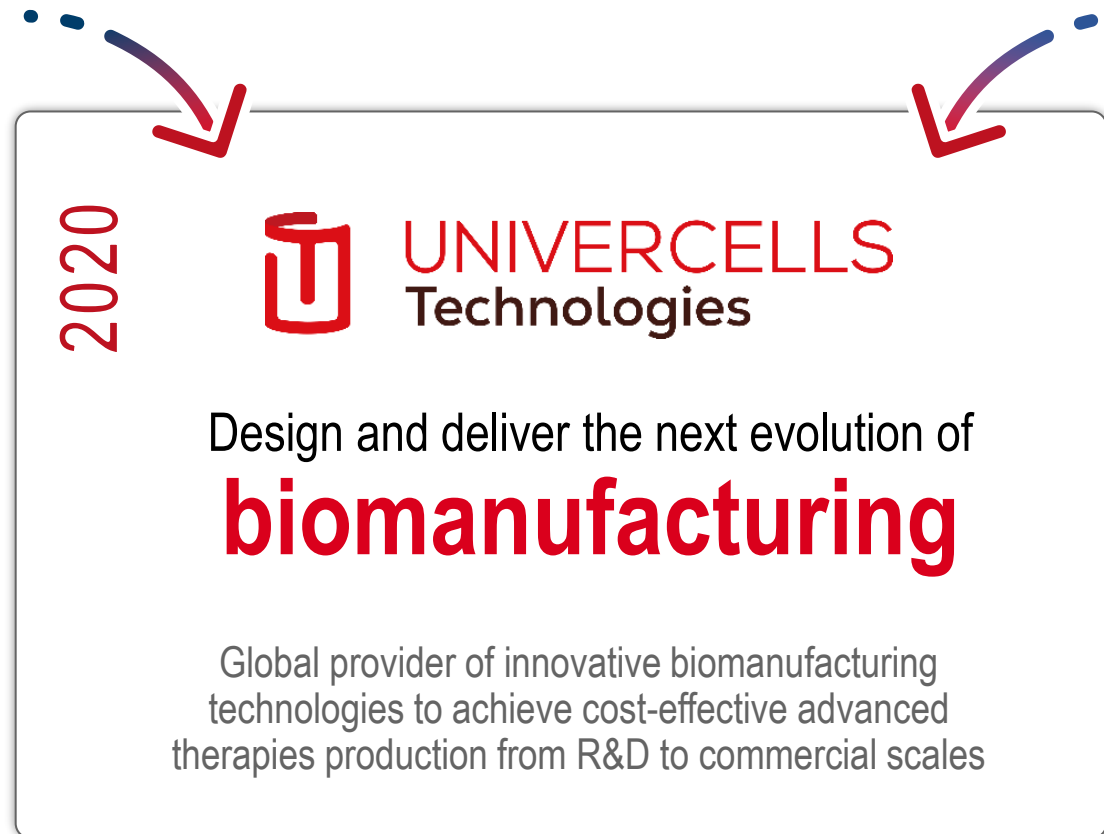 2020
UNIVERCELLS
Technologies
Design and deliver the next evolution of
biomanufacturing
Global provider of innovative biomanufacturing
technologies to achieve cost-effective advanced
therapies production from R&D to commercial scales